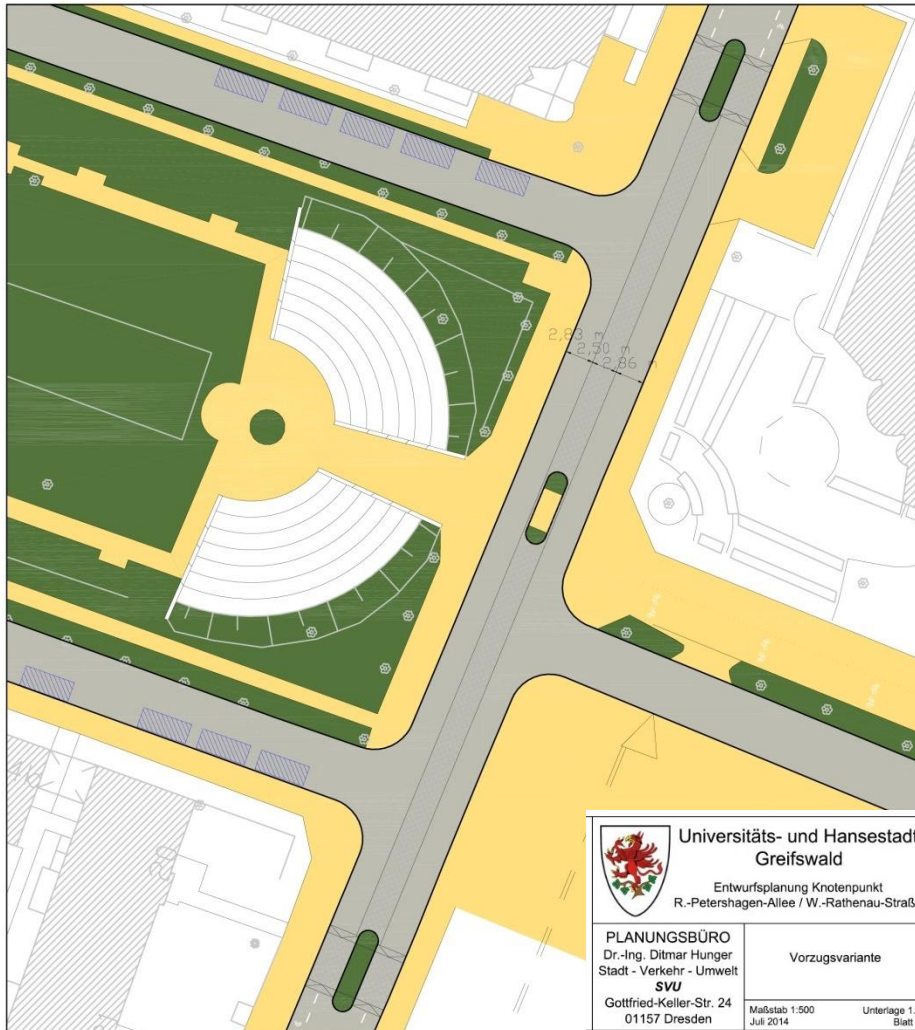 2,83 m
2,50 m
2,86 m
Universitäts- und Hansestadt
Greifswald
Entwurfsplanung Knotenpunkt
R.-Petershagen-Allee / W.-Rathenau-Straß
PLANUNGSBÜRO
Dr.-Ing. Ditmar Hunger
Stadt - Verkehr - Umwelt
SVU
Gottfried-Keller-Str. 24
01157 Dresden
Vorzugsvariante
Maßstab 1:500
Juli 2014
Unterlage 1.
Blatt